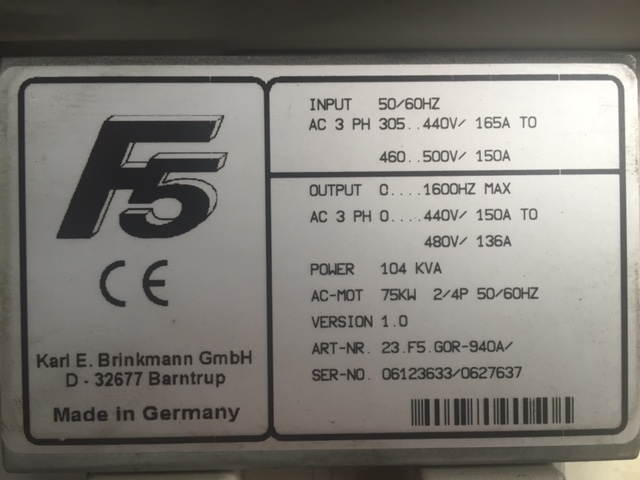 F5
CE
Karl E. Brinkmann GmbH
D - 32677 Barntrup
Made in Germany
INPUT 50/60HZ
AC 3 PH 305..440V/ 165A TO
460..500V/ 150A
OUTPUT 0....1600HZ MAX
AC 3 PH 0....440V/ 150A TO
480V/ 136A
POWER 104 KVA
AC-MOT 75KW 2/4P 50/60HZ
VERSION 1.0
ART-NR. 23.F5.G0R-940A/
SER-NO. 06123633/0627637